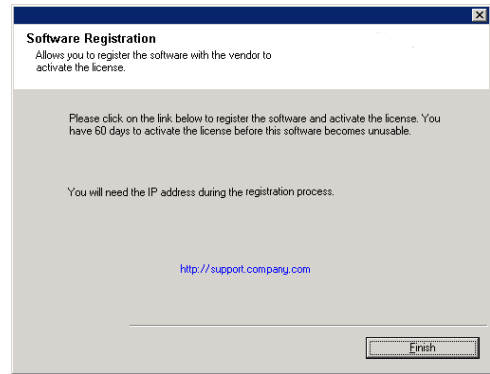 Software Registration
Allows you to register the software with the vendor to
activate the license.
Please click on the link below to register the software and activate the license. You
have 60 days to activate the license before this software becomes unusable.
You will need the IP address during the registration process.
http://support.company.com
Finish